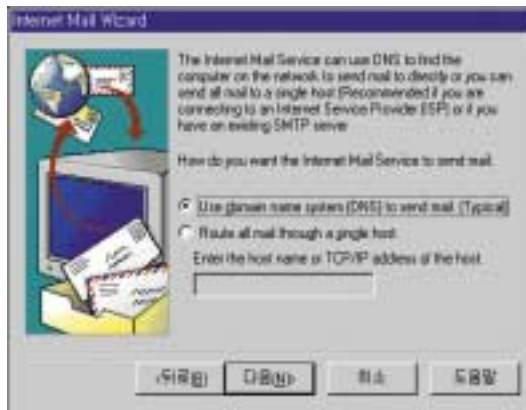 Internet Mail Wizard
The Internet Mail Service can use DNS to find the
computer on the network to send mail to directly or you can
send all mail to a single host (Recommended if you are
connecting to an Internet Service Provider (ISP) or if you
have an existing SMTP server
How do you want the Internet Mail Service to send mail.
Use domain name system (DNS) to send mail. (Typical)
Route all mail through a single host
Enter the host name or TCP/IP address of the host
<뒤로(B) 다음(N)> 취소 도움말